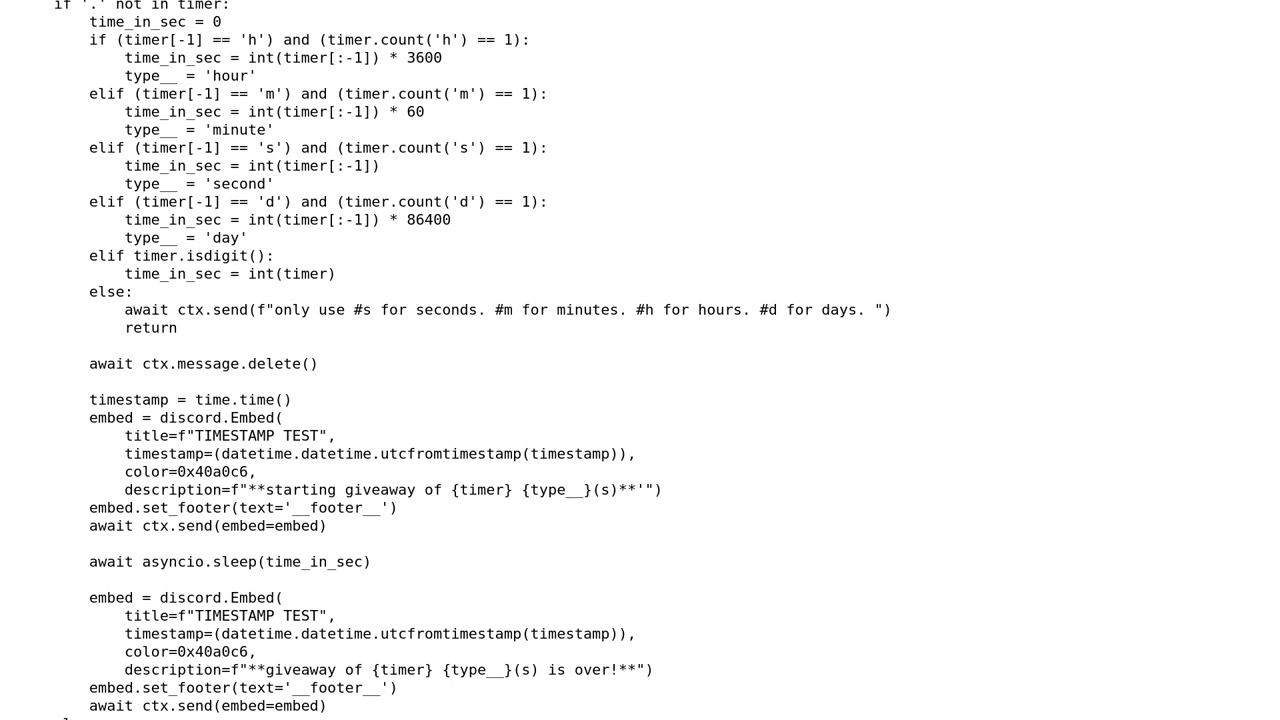 if '.' not in timer:
    time_in_sec = 0
    if (timer[-1] == 'h') and (timer.count('h') == 1):
        time_in_sec = int(timer[:-1]) * 3600
        type__ = 'hour'
    elif (timer[-1] == 'm') and (timer.count('m') == 1):
        time_in_sec = int(timer[:-1]) * 60
        type__ = 'minute'
    elif (timer[-1] == 's') and (timer.count('s') == 1):
        time_in_sec = int(timer[:-1])
        type__ = 'second'
    elif (timer[-1] == 'd') and (timer.count('d') == 1):
        time_in_sec = int(timer[:-1]) * 86400
        type__ = 'day'
    elif timer.isdigit():
        time_in_sec = int(timer)
    else:
        await ctx.send(f"only use #s for seconds. #m for minutes. #h for hours. #d for days. ")
        return

    await ctx.message.delete()

    timestamp = time.time()
    embed = discord.Embed(
        title=f"TIMESTAMP TEST",
        timestamp=(datetime.datetime.utcfromtimestamp(timestamp)),
        color=0x40a0c6,
        description=f"**starting giveaway of {timer} {type__}(s)**'")
    embed.set_footer(text='__footer__')
    await ctx.send(embed=embed)

    await asyncio.sleep(time_in_sec)

    embed = discord.Embed(
        title=f"TIMESTAMP TEST",
        timestamp=(datetime.datetime.utcfromtimestamp(timestamp)),
        color=0x40a0c6,
        description=f"**giveaway of {timer} {type__}(s) is over!**")
    embed.set_footer(text='__footer__')
    await ctx.send(embed=embed)